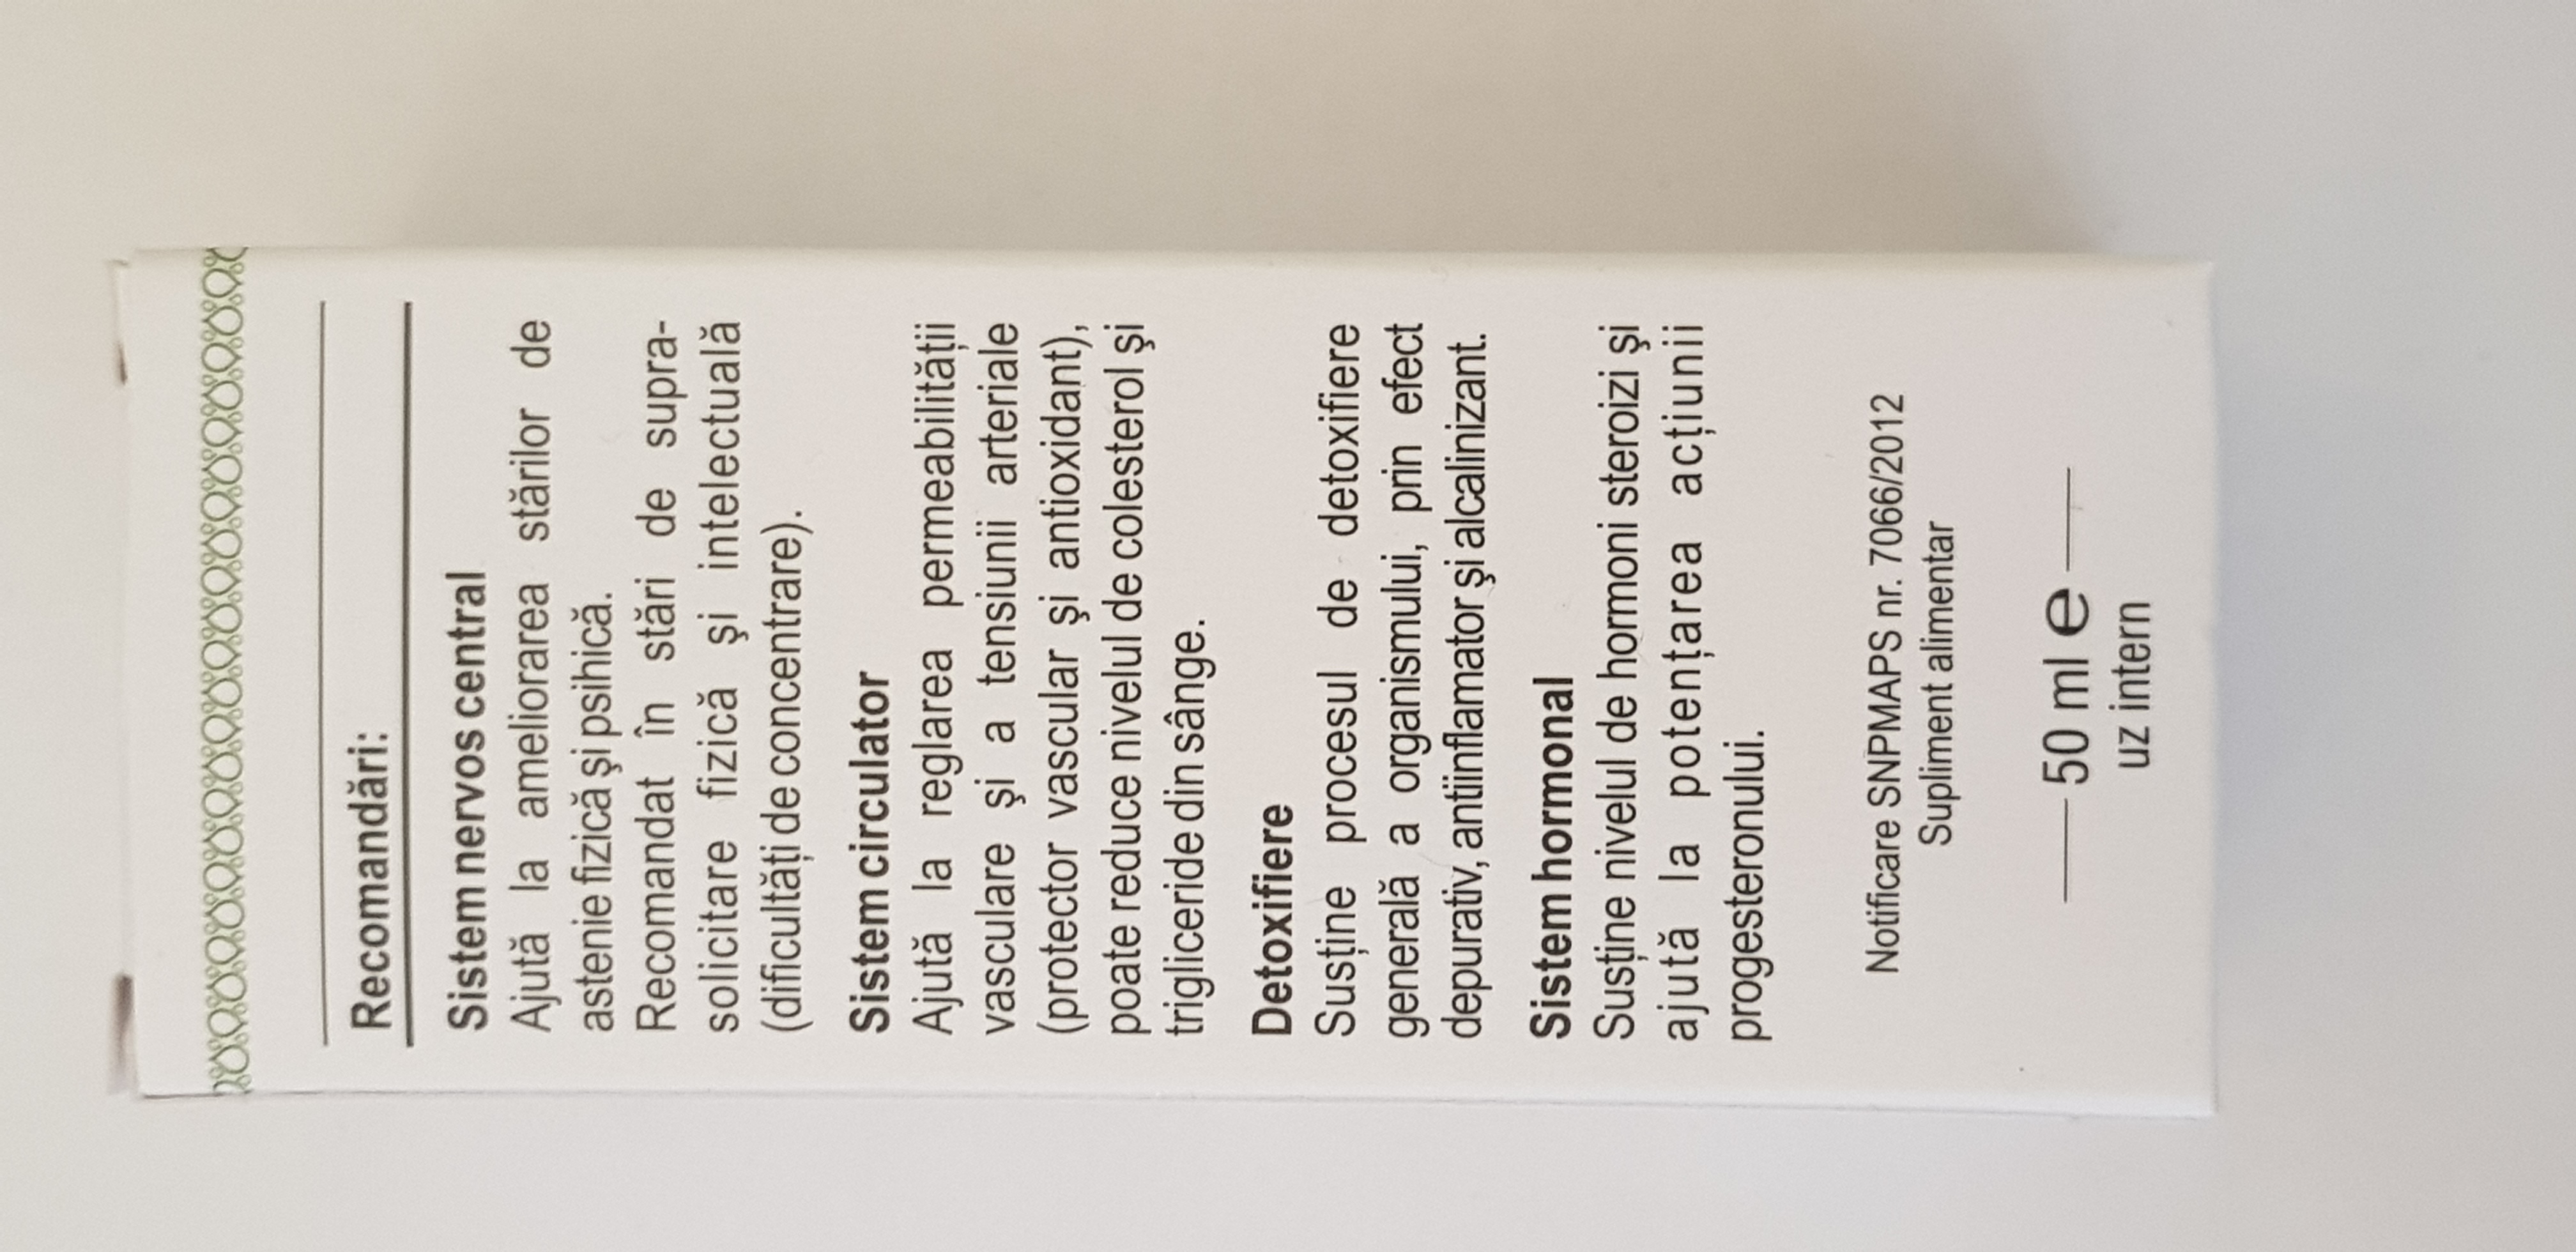 Recomandări:
Sistem nervos central
Ajută la ameliorarea stărilor de
astenie fizică şi psihică.
Recomandat în stări de supra-
solicitare fizică şi intelectuală
(dificultăți de concentrare).
Sistem circulator
Ajută la reglarea permeabilității
vasculare şi a tensiunii arteriale
(protector vascular şi antioxidant),
poate reduce nivelul de colesterol şi
trigliceride din sânge.
Detoxifiere
Susține procesul de detoxifiere
generală a organismului, prin efect
depurativ, antiinflamator şi alcalinizant.
Sistem hormonal
Susține nivelul de hormoni steroizi şi
ajută la potențarea acțiunii
progesteronului.
Notificare SNPMAPS nr. 7066/2012
Supliment alimentar
50 ml e
uz intern